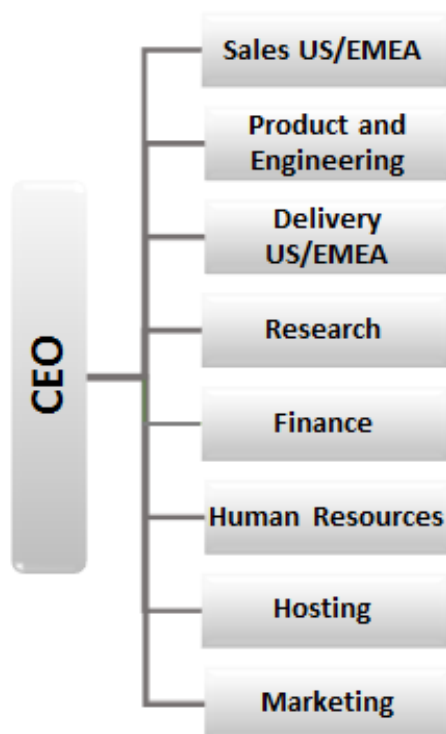 CEO
Sales US/EMEA
Product and
Engineering
Delivery
US/EMEA
Research
Finance
Human Resources
Hosting
Marketing